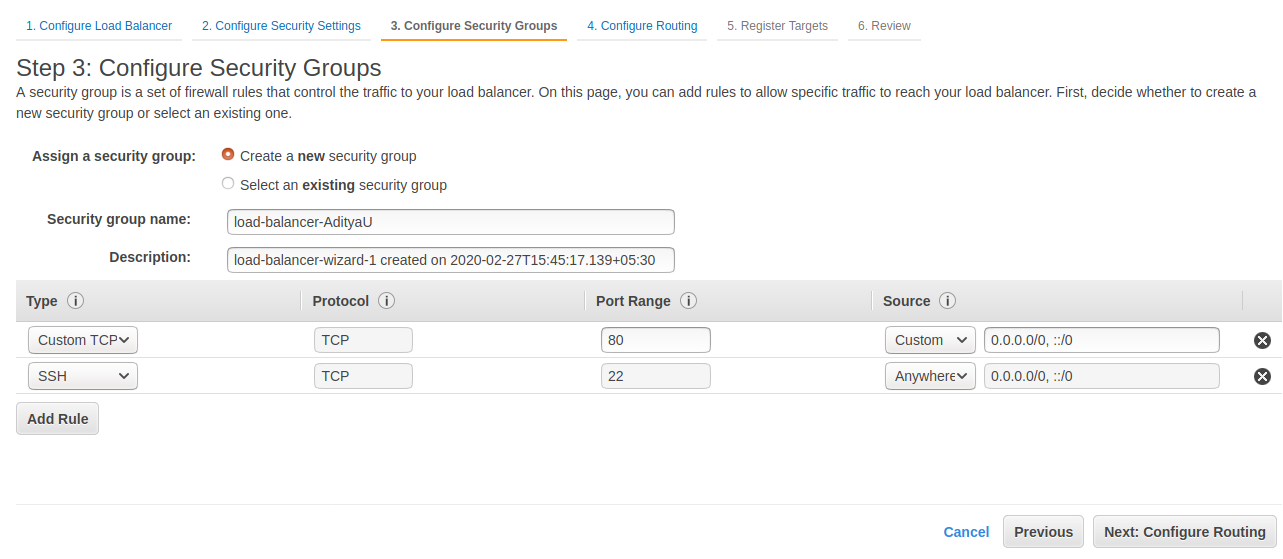 1. Configure Load Balancer 2. Configure Security Settings 3. Configure Security Groups 4. Configure Routing 5. Register Targets 6. Review
Step 3: Configure Security Groups
A security group is a set of firewall rules that control the traffic to your load balancer. On this page, you can add rules to allow specific traffic to reach your load balancer. First, decide whether to create a
new security group or select an existing one.
Assign a security group: Create a new security group
Select an existing security group
Security group name: load-balancer-AdityaU
Description: load-balancer-wizard-1 created on 2020-02-27T15:45:17.139+05:30
Type i Protocol i Port Range i Source i
Custom TCP TCP 80 Custom 0.0.0.0/0, ::/0
SSH TCP 22 Anywhere 0.0.0.0/0, ::/0
Add Rule
Cancel Previous Next: Configure Routing